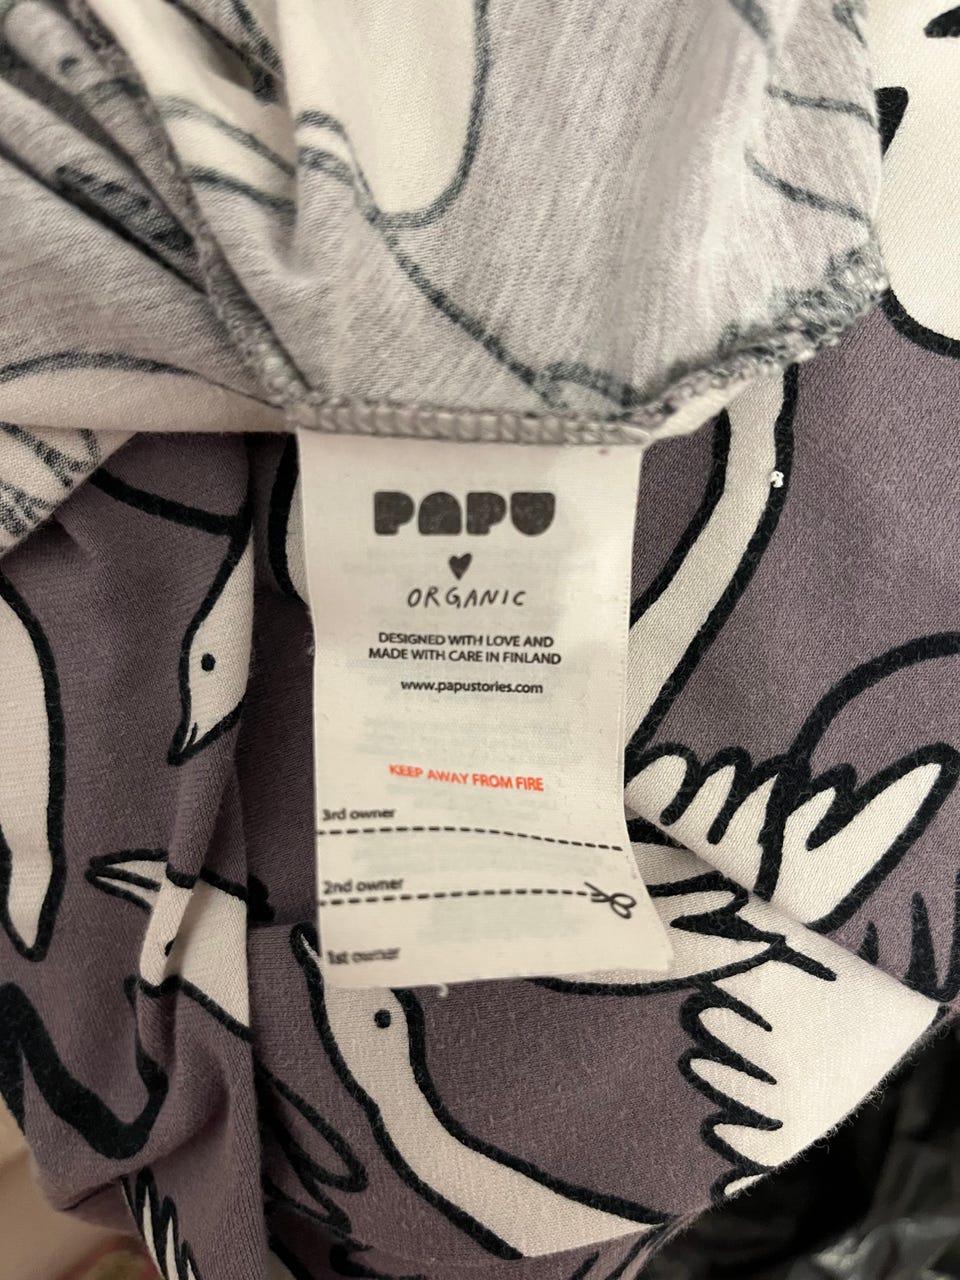 PAPU
ORGANIC
DESIGNED WITH LOVE AND
MADE WITH CARE IN FINLAND
www.papustories.com
KEEP AWAY FROM FIRE
3rd owner
2nd owner
1st owner